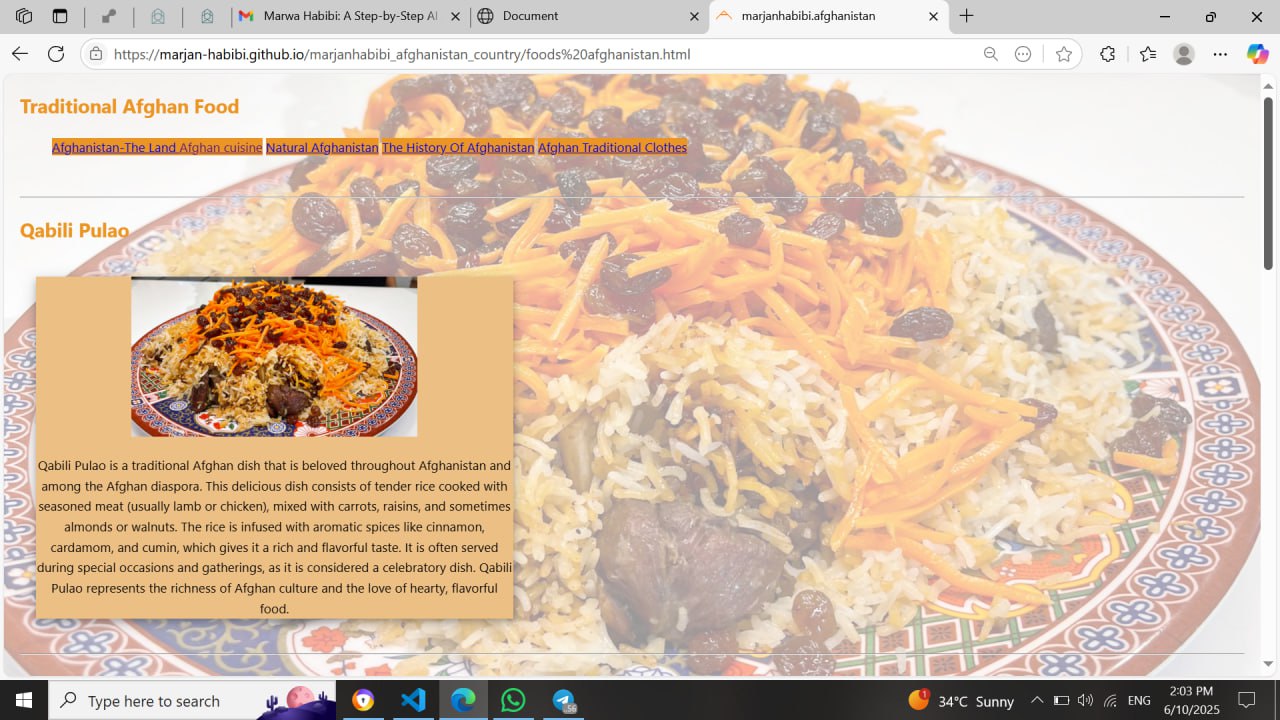 Marwa Habibi: A Step-by-Step Al
Document
marjanhabibi.afghanistan
https://marjan-habibi.github.io/marjanhabibi_afghanistan_country/foods%20afghanistan.html
Traditional Afghan Food
Afghanistan-The Land Afghan cuisine Natural Afghanistan The History Of Afghanistan Afghan Traditional Clothes
Qabili Pulao
Qabili Pulao is a traditional Afghan dish that is beloved throughout Afghanistan and
among the Afghan diaspora. This delicious dish consists of tender rice cooked with
seasoned meat (usually lamb or chicken), mixed with carrots, raisins, and sometimes
almonds or walnuts. The rice is infused with aromatic spices like cinnamon,
cardamom, and cumin, which gives it a rich and flavorful taste. It is often served
during special occasions and gatherings, as it is considered a celebratory dish. Qabili
Pulao represents the richness of Afghan culture and the love of hearty, flavorful
food.
Type here to search
56
1
34°C Sunny
ENG
2:03 PM
6/10/2025